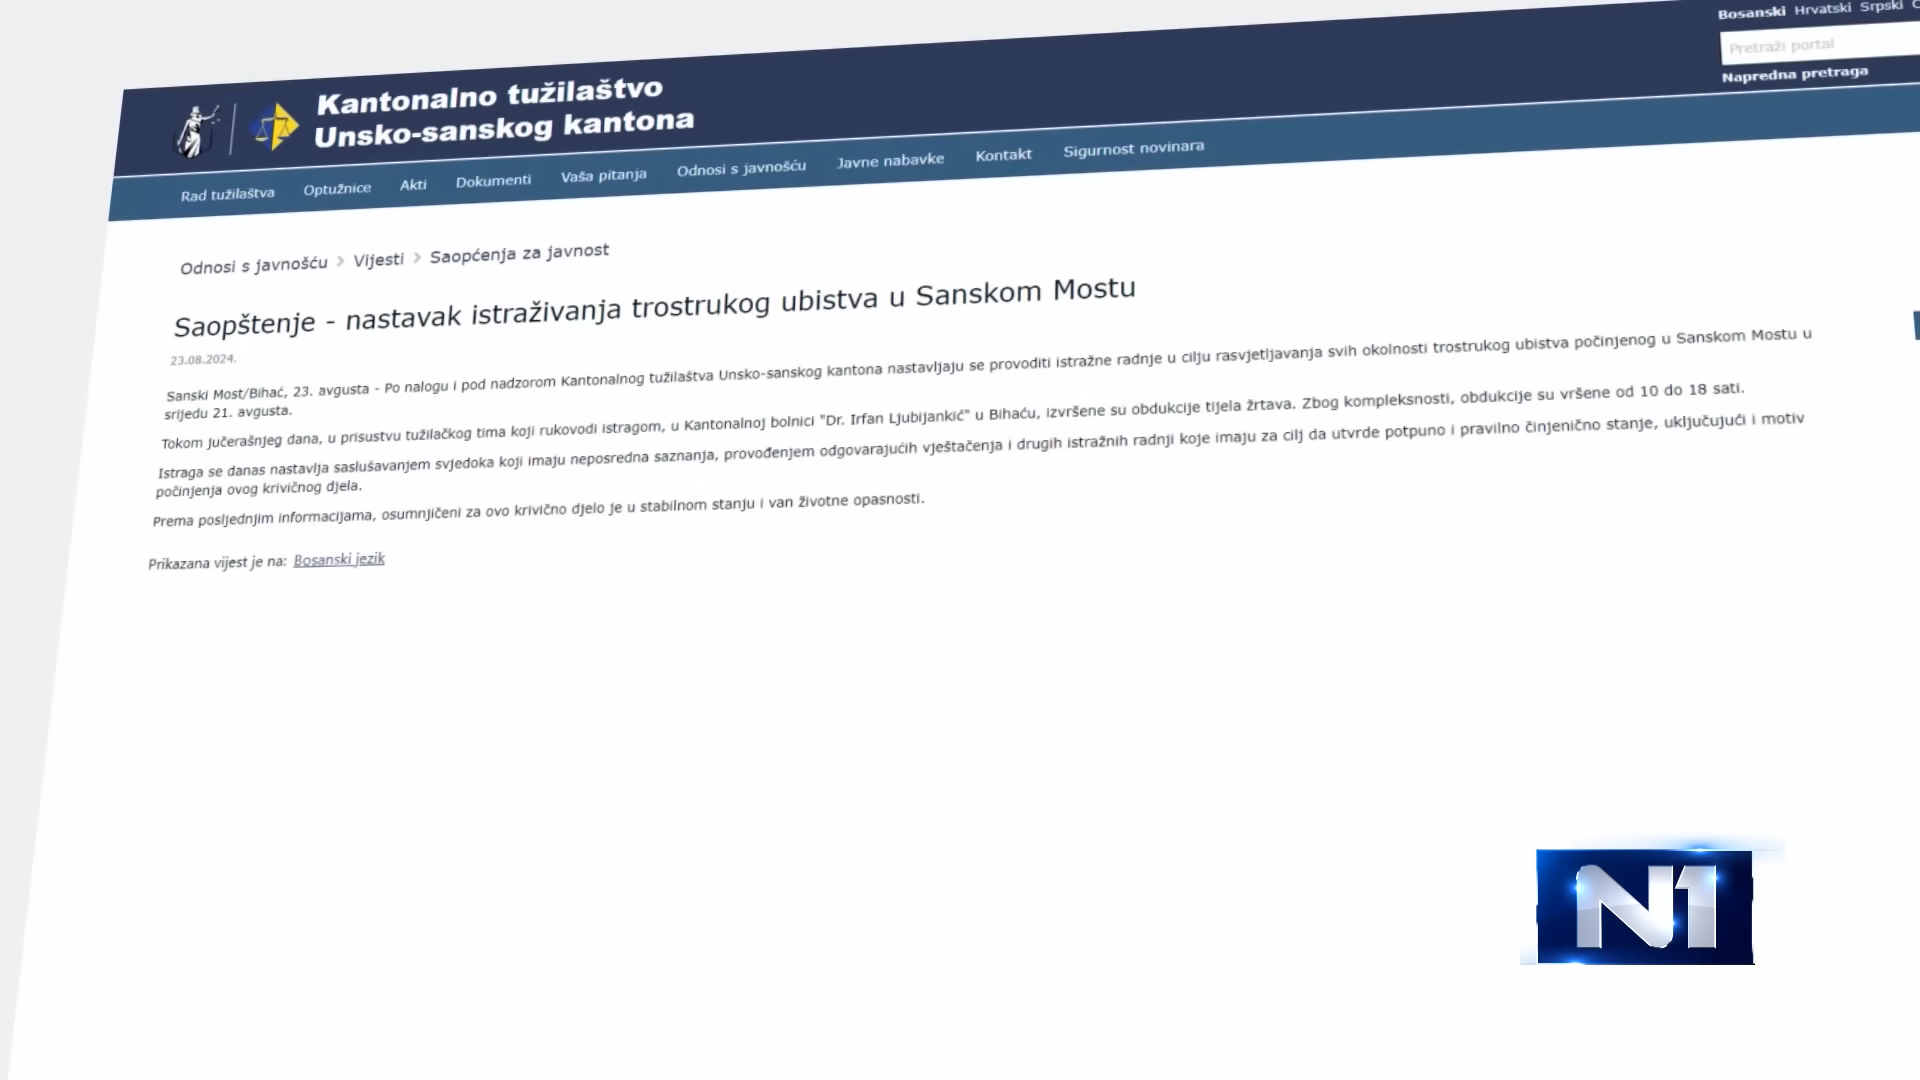 Bosanski Hrvatski Srpski
Pretraži portal
Napredna pretraga
Kantonalno tužilaštvo
Unsko-sanskog kantona
Rad tužilaštva Optužnice Akti Dokumenti Vaša pitanja Odnosi s javnošću Javne nabavke Kontakt Sigurnost novinara
Odnosi s javnošću > Vijesti > Saopćenja za javnost
Saopštenje - nastavak istraživanja trostrukog ubistva u Sanskom Mostu
23.08.2024.
Sanski Most/Bihać, 23. avgusta - Po nalogu i pod nadzorom Kantonalnog tužilaštva Unsko-sanskog kantona nastavljaju se provoditi istražne radnje u cilju rasvjetljavanja svih okolnosti trostrukog ubistva počinjenog u Sanskom Mostu u
srijedu 21. avgusta.
Tokom jučerašnjeg dana, u prisustvu tužilačkog tima koji rukovodi istragom, u Kantonalnoj bolnici "Dr. Irfan Ljubijankić" u Bihaću, izvršene su obdukcije tijela žrtava. Zbog kompleksnosti, obdukcije su vršene od 10 do 18 sati.
Istraga se danas nastavlja saslušavanjem svjedoka koji imaju neposredna saznanja, provođenjem odgovarajućih vještačenja i drugih istražnih radnji koje imaju za cilj da utvrde potpuno i pravilno činjenično stanje, uključujući i motiv
počinjenja ovog krivičnog djela.
Prema posljednjim informacijama, osumnjičeni za ovo krivično djelo je u stabilnom stanju i van životne opasnosti.
Prikazana vijest je na: Bosanski jezik
N1